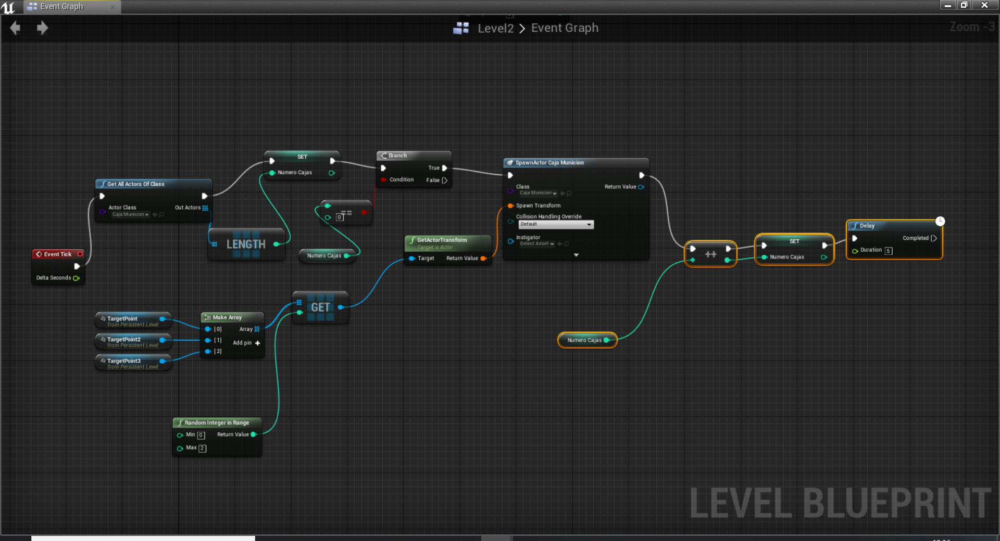 Event Graph
Level2 > Event Graph
Zoom -3
SET
Numero Cajas
Branch
True
Condition
False
SpawnActor Caja Municion
Class
Caja Municion
Return Value
Spawn Transform
Collision Handling Override
Default
Instigator
Select Asset
Get All Actors Of Class
Actor Class
Caja Municion
Out Actors
LENGTH
==
0
Numero Cajas
GetActorTransform
Target is Actor
Target
Return Value
Event Tick
Delta Seconds
++
SET
Numero Cajas
Delay
Completed
Duration 5
GET
TargetPoint
from Persistent Level
TargetPoint2
from Persistent Level
TargetPoint3
from Persistent Level
Make Array
[0]
Array
[1]
Add pin +
[2]
Numero Cajas
Random Integer in Range
Min 0
Return Value
Max 2
LEVEL BLUEPRINT